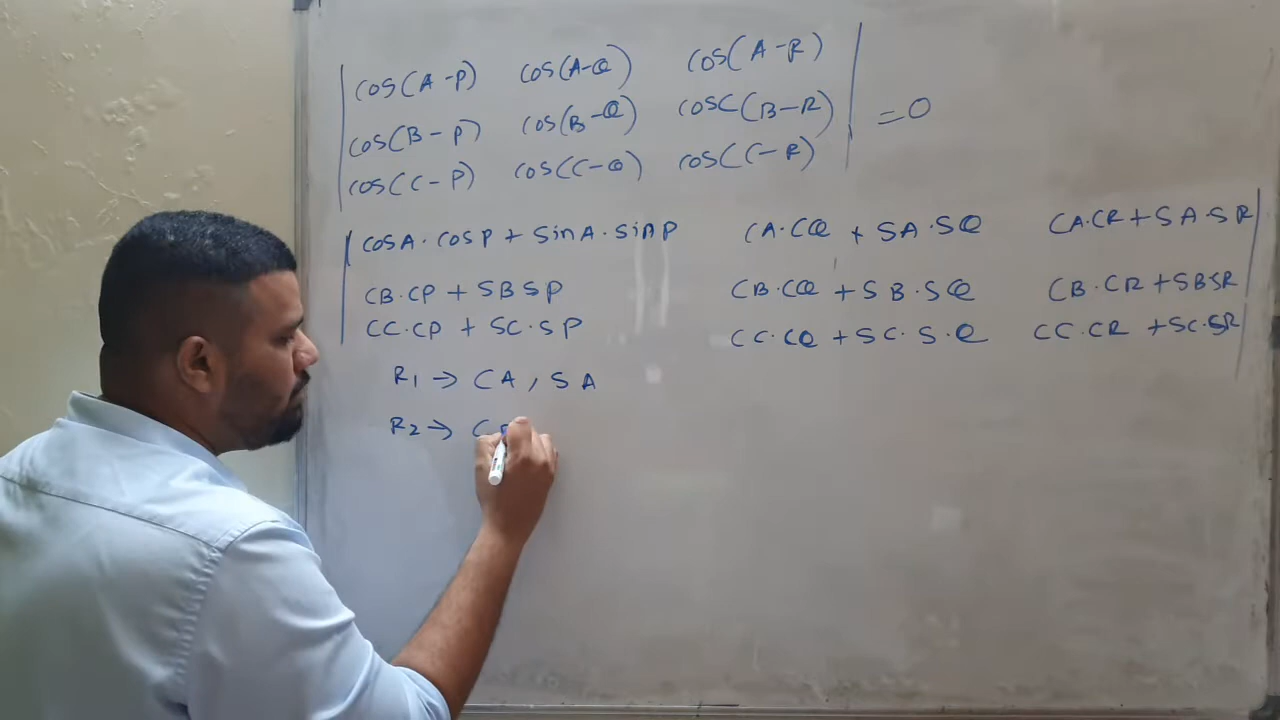 cos(A-P) cos(A-Q) cos(A-R)
cos(B-P) cos(B-Q) cosC(B-R) =0
cos(C-P) cos(C-Q) cos(C-R)
cosA.cosP + sinA.sinP CA.CQ + SA.SQ CA.CR+SA.SR
CB.CP + SBSP CB.CQ + SB.SQ CB.CR+SBSR
CC.CP + SC.SP CC.CQ + SC.S.Q CC.CR +SC.SR
R1 → CA, SA
R2 → C